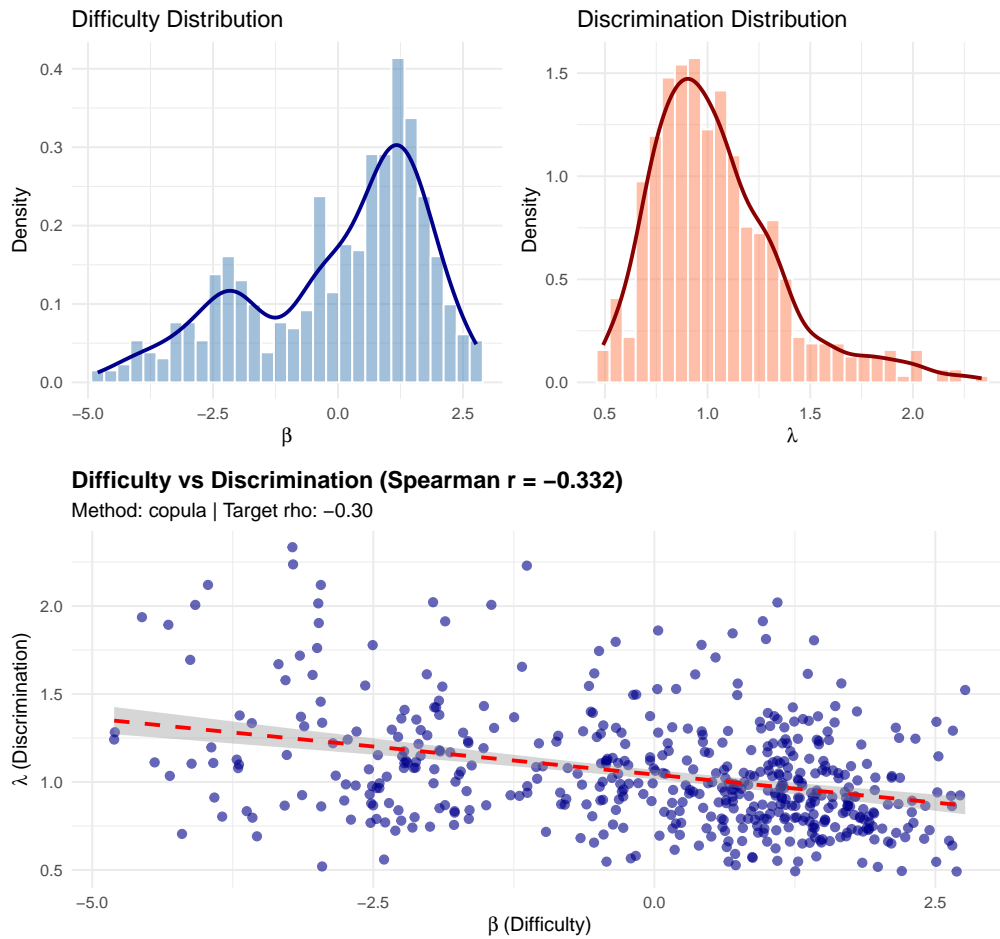 Difficulty Distribution
Density
0.4
0.3
0.2
0.1
0.0
−5.0 −2.5 0.0 2.5
β
Discrimination Distribution
Density
1.5
1.0
0.5
0.0
0.5 1.0 1.5 2.0
λ
Difficulty vs Discrimination (Spearman r = −0.332)
Method: copula | Target rho: −0.30
λ (Discrimination)
2.0
1.5
1.0
0.5
−5.0 −2.5 0.0 2.5
β (Difficulty)